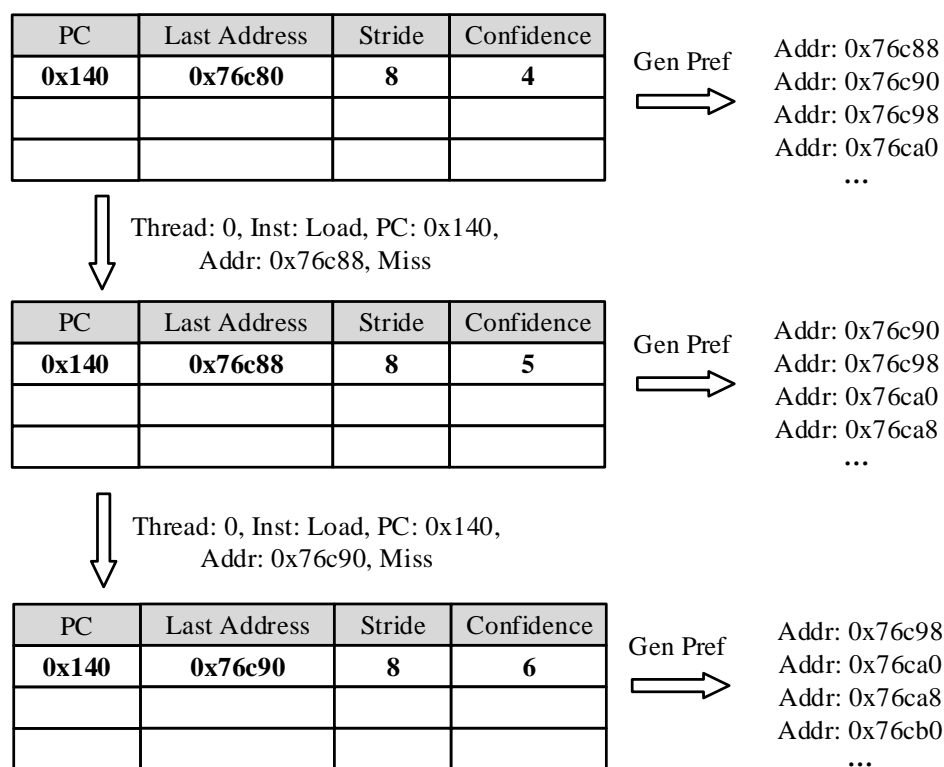 PC Last Address Stride Confidence
0x140 0x76c80 8 4
Gen Pref
Addr: 0x76c88
Addr: 0x76c90
Addr: 0x76c98
Addr: 0x76ca0
...
Thread: 0, Inst: Load, PC: 0x140,
Addr: 0x76c88, Miss
PC Last Address Stride Confidence
0x140 0x76c88 8 5
Gen Pref
Addr: 0x76c90
Addr: 0x76c98
Addr: 0x76ca0
Addr: 0x76ca8
...
Thread: 0, Inst: Load, PC: 0x140,
Addr: 0x76c90, Miss
PC Last Address Stride Confidence
0x140 0x76c90 8 6
Gen Pref
Addr: 0x76c98
Addr: 0x76ca0
Addr: 0x76ca8
Addr: 0x76cb0
...